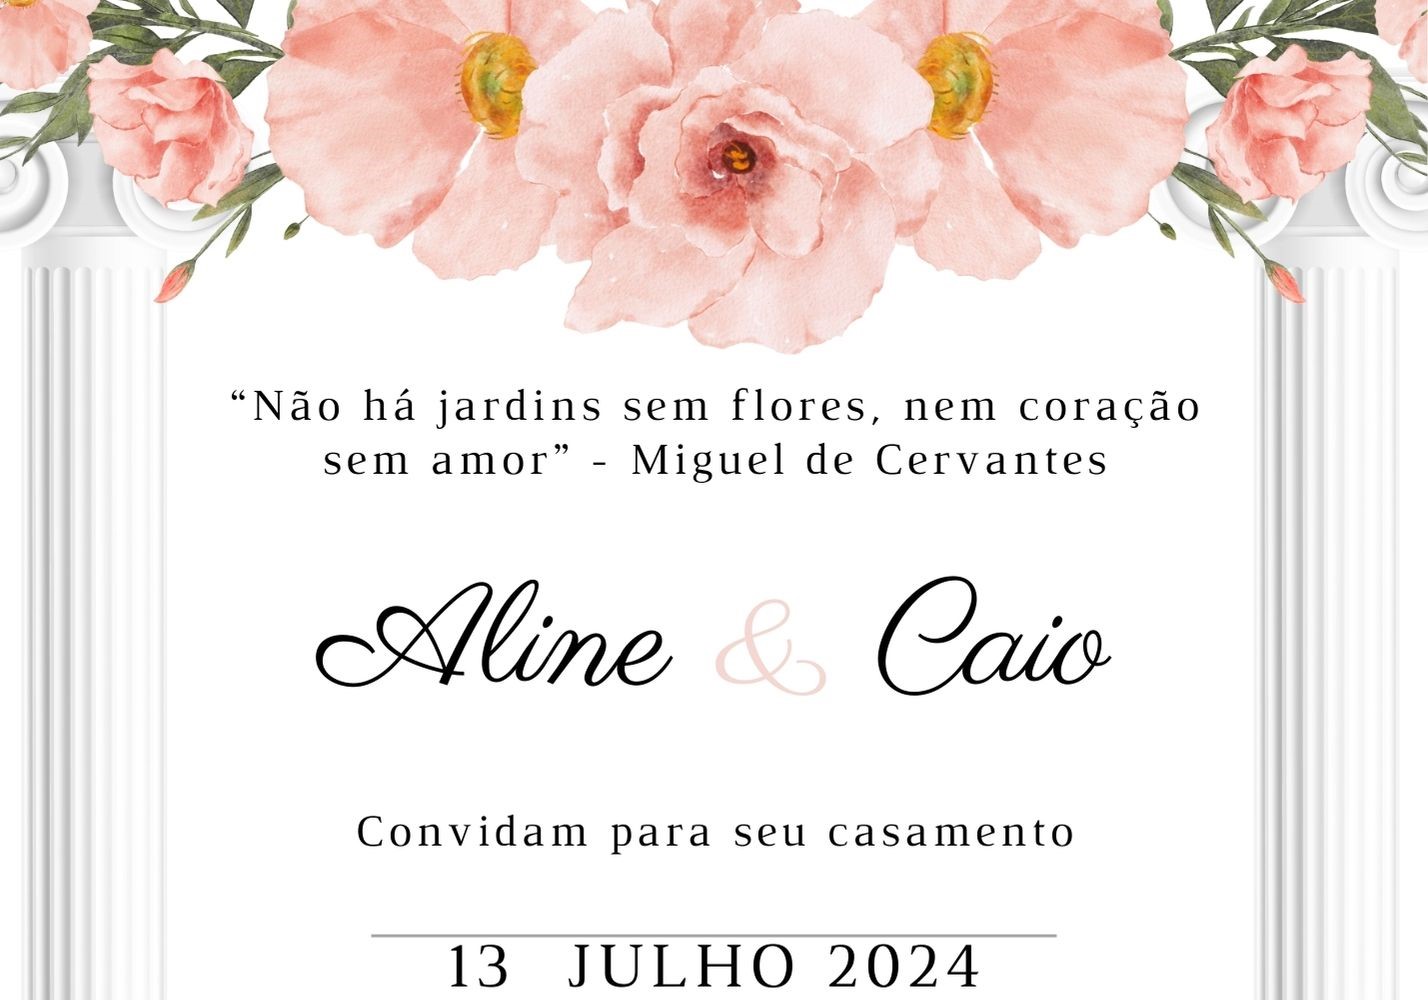 “Não há jardins sem flores, nem coração
sem amor” - Miguel de Cervantes
Aline & Caio
Convidam para seu casamento
13 JULHO 2024